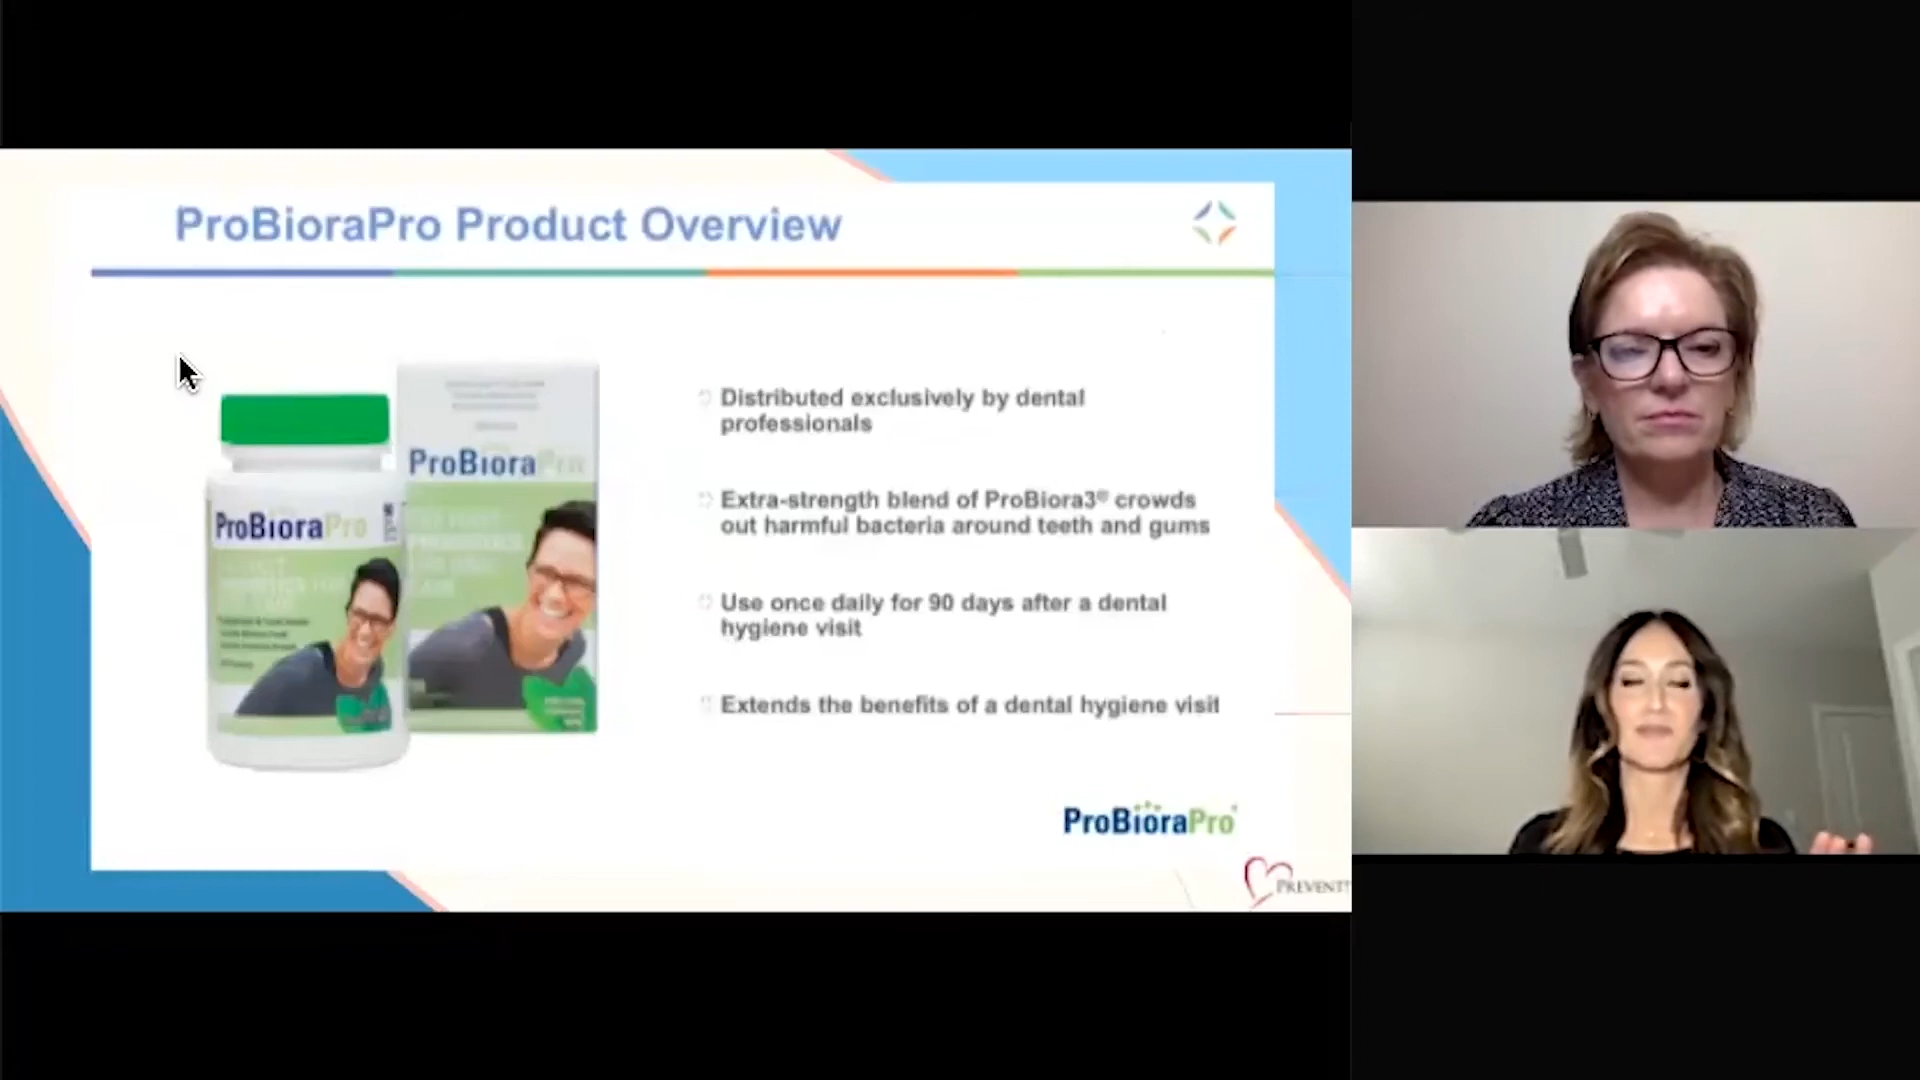 ProBioraPro Product Overview
ProBioraPro
ProBioraPro
Distributed exclusively by dental
professionals
Extra-strength blend of ProBiora3® crowds
out harmful bacteria around teeth and gums
Use once daily for 90 days after a dental
hygiene visit
Extends the benefits of a dental hygiene visit
ProBioraPro